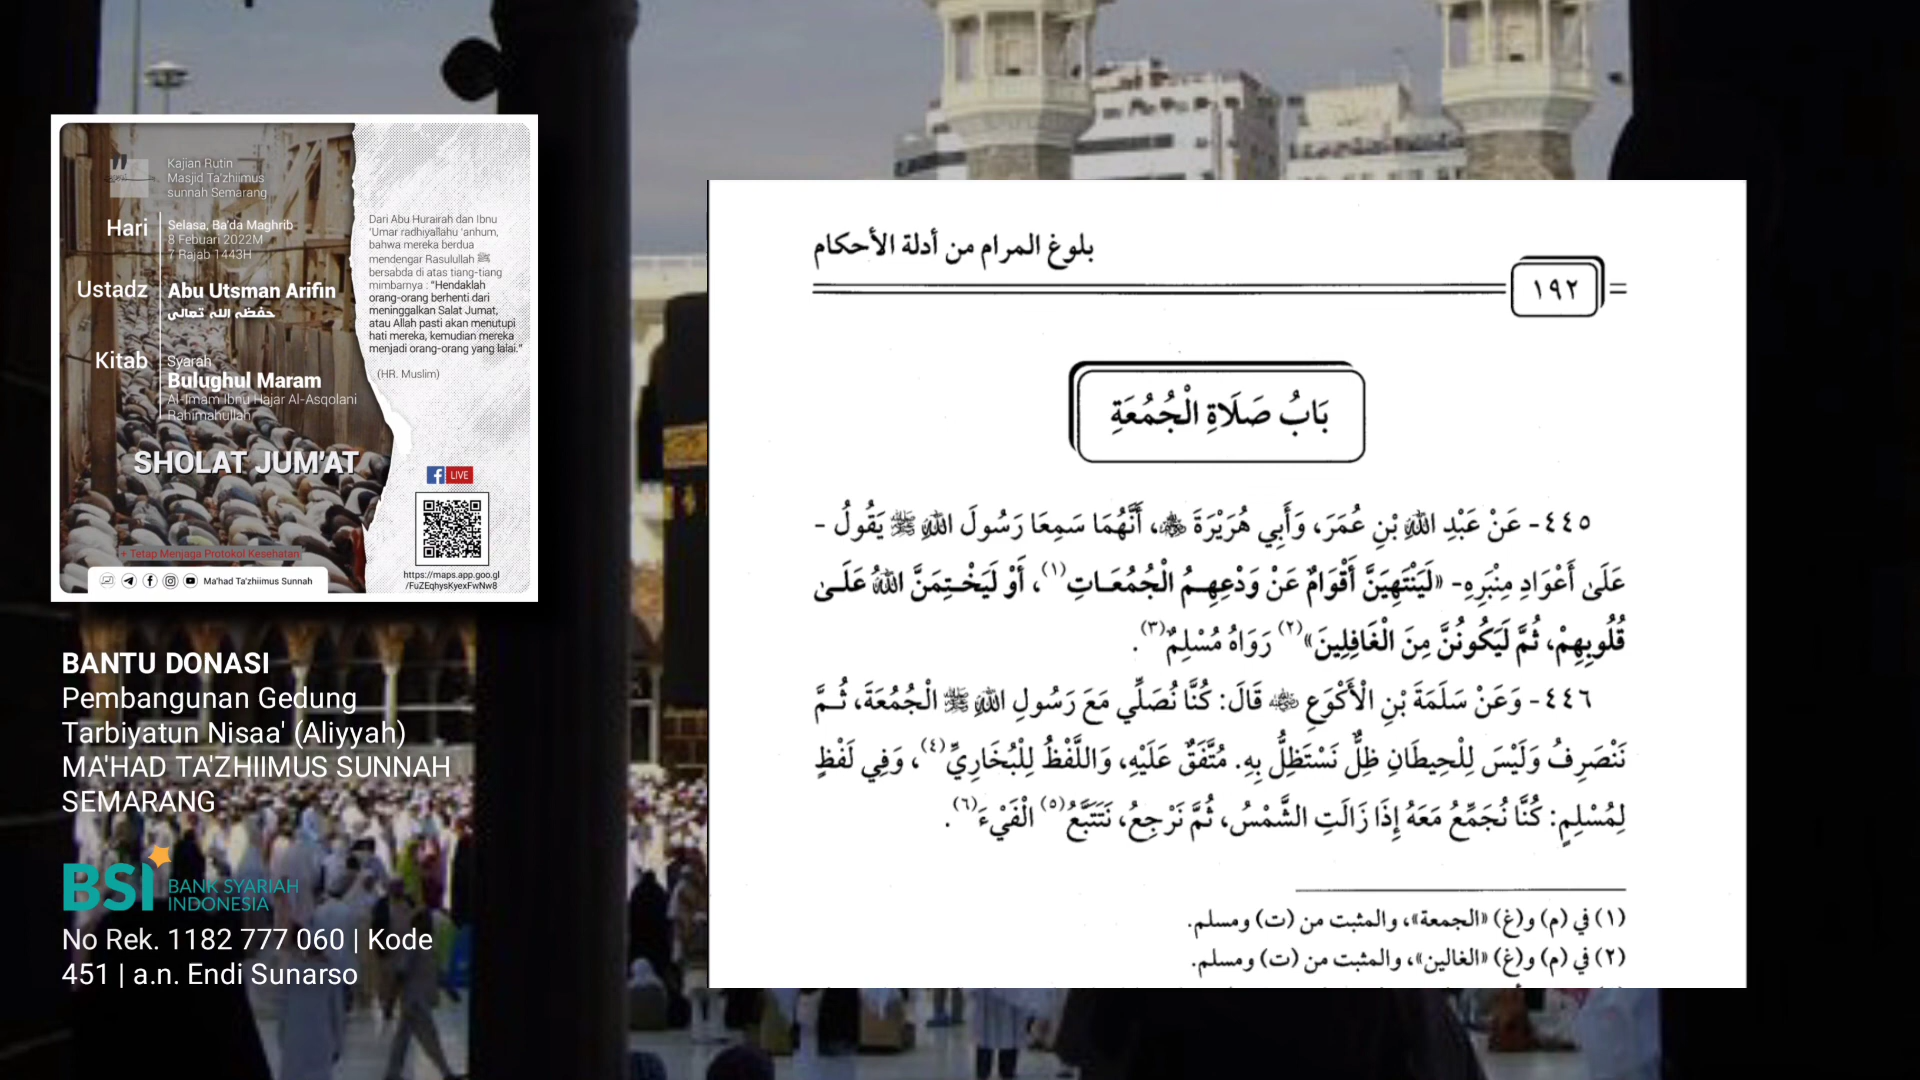 Kajian Rutin
Masjid Ta'zhiimus
sunnah Semarang
Hari
Selasa, Ba'da Maghrib
8 Febuari 2022M
7 Rajab 1443H
Ustadz
Abu Utsman Arifin
حفظه الله تعالى
Kitab
Syarah
Bulughul Maram
Al-Imam Ibnu Hajar Al-Asqolani
Rahimahullah
SHOLAT JUM'AT
+ Tetap Menjaga Protokol Kesehatan
Ma'had Ta'zhiimus Sunnah
Dari Abu Hurairah dan Ibnu
'Umar radhiyallahu 'anhum,
bahwa mereka berdua
mendengar Rasulullah ﷺ
bersabda di atas tiang-tiang
mimbarnya : "Hendaklah
orang-orang berhenti dari
meninggalkan Salat Jumat,
atau Allah pasti akan menutupi
hati mereka, kemudian mereka
menjadi orang-orang yang lalai."
(HR. Muslim)
LIVE
https://maps.app.goo.gl
/FuZEqhysKyexFwNw8
BANTU DONASI
Pembangunan Gedung
Tarbiyatun Nisaa' (Aliyyah)
MA'HAD TA'ZHIIMUS SUNNAH
SEMARANG
BSI BANK SYARIAH
INDONESIA
No Rek. 1182 777 060 | Kode
451 | a.n. Endi Sunarso
بلوغ المرام من أدلة الأحكام
١٩٢
بَابُ صَلَاةِ الْجُمُعَةِ
٤٤٥- عَنْ عَبْدِ اللهِ بْنِ عُمَرَ، وَأَبِي هُرَيْرَةَ ﷺ، أَنَّهُمَا سَمِعَا رَسُولَ اللهِ ﷺ يَقُولُ -
عَلَىٰ أَعْوَادِ مِنْبَرِهِ- «لَيَنْتَهِيَنَّ أَقْوَامٌ عَنْ وَدْعِهِمُ الْجُمُعَاتِ(١)، أَوْ لَيَخْتِمَنَّ اللهُ عَلَىٰ
قُلُوبِهِمْ، ثُمَّ لَيَكُونُنَّ مِنَ الْغَافِلِينَ»(٢) رَوَاهُ مُسْلِمٌ(٣).
٤٤٦- وَعَنْ سَلَمَةَ بْنِ الْأَكْوَعِ قَالَ: كُنَّا نُصَلِّي مَعَ رَسُولِ اللهِ ﷺ الْجُمُعَةَ، ثُمَّ
نَنْصَرِفُ وَلَيْسَ لِلْحِيطَانِ ظِلٌّ نَسْتَظِلُّ بِهِ. مُتَّفَقٌ عَلَيْهِ، وَاللَّفْظُ لِلْبُخَارِيِّ(٤)، وَفِي لَفْظٍ
لِمُسْلِمٍ: كُنَّا نُجَمِّعُ مَعَهُ إِذَا زَالَتِ الشَّمْسُ، ثُمَّ نَرْجِعُ، نَتَتَبَّعُ(٥) الْفَيْءَ(٦).
(١) في (م) و(غ) «الجمعة»، والمثبت من (ت) ومسلم.
(٢) في (م) و(غ) «الغالين»، والمثبت من (ت) ومسلم.